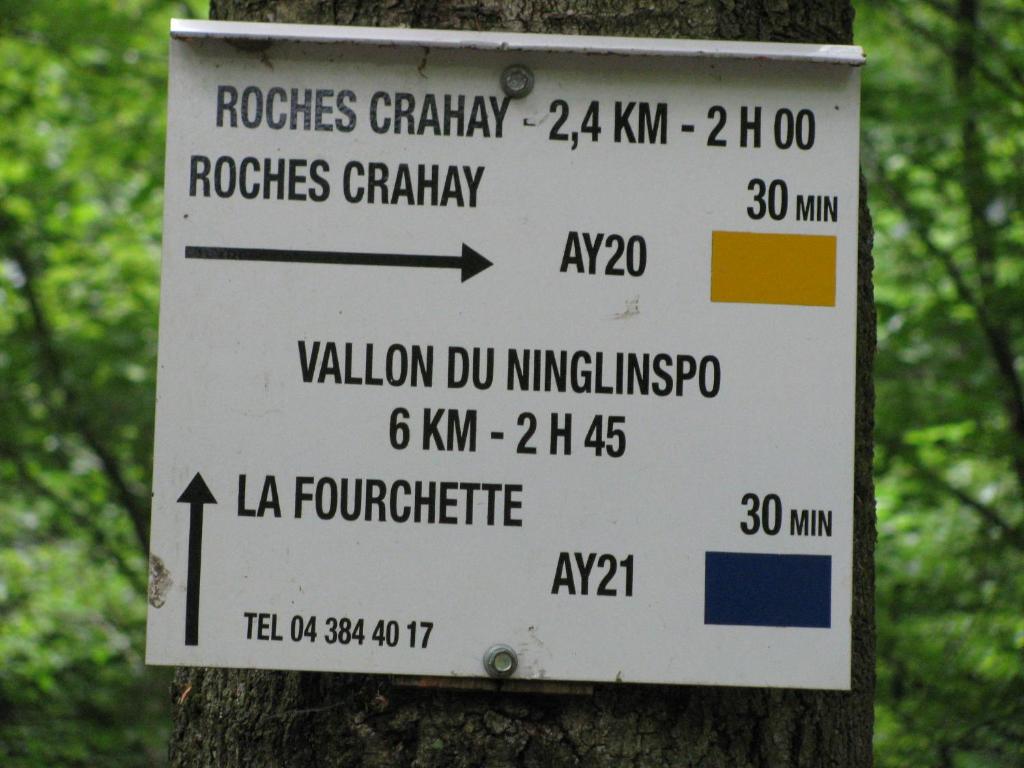 ROCHES CRAHAY - 2,4 KM - 2 H 00
ROCHES CRAHAY 30 MIN
AY20
VALLON DU NINGLINSPO
6 KM - 2 H 45
LA FOURCHETTE 30 MIN
AY21
TEL 04 384 40 17